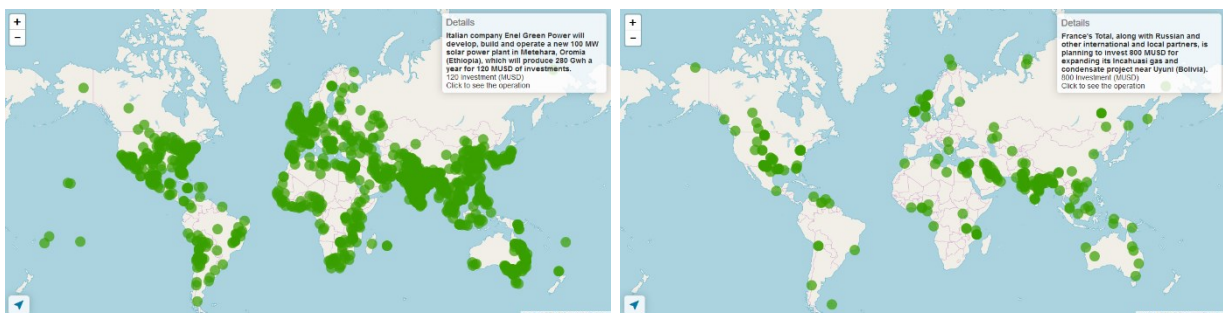 +
−
Details
Italian company Enel Green Power will
develop, build and operate a new 100 MW
solar power plant in Metehara, Oromia
(Ethiopia), which will produce 280 Gwh a
year for 120 MUSD of investments.
120 Investment (MUSD)
Click to see the operation
+
−
Details
France's Total, along with Russian and
other international and local partners, is
planning to invest 800 MUSD for
expanding its Incahuasi gas and
condensate project near Uyuni (Bolivia).
800 Investment (MUSD)
Click to see the operation